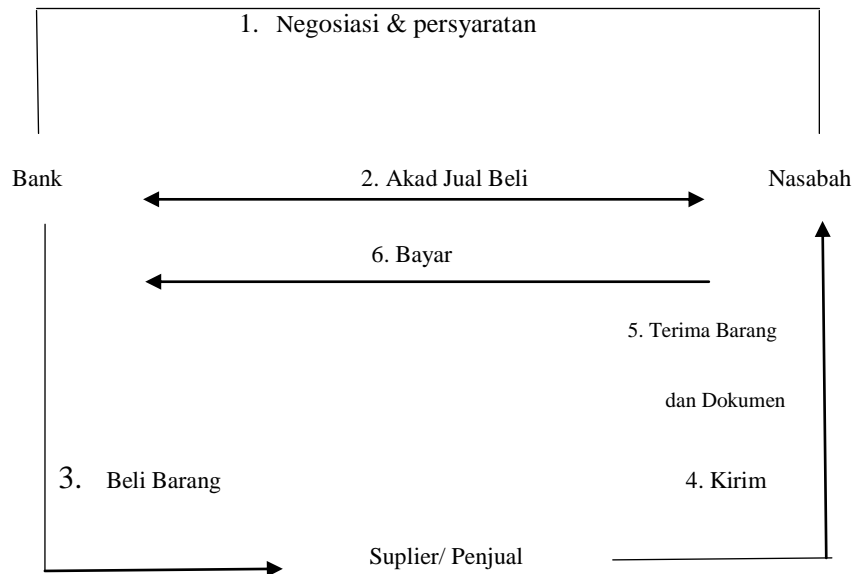 1. Negosiasi & persyaratan
Bank
2. Akad Jual Beli
Nasabah
6. Bayar
5. Terima Barang
dan Dokumen
3. Beli Barang
4. Kirim
Suplier/ Penjual